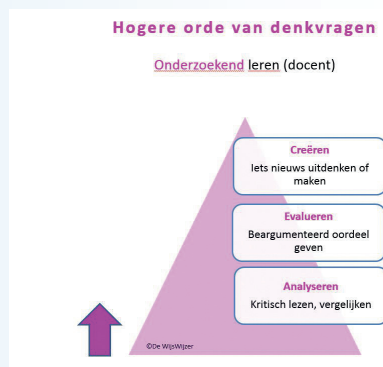 Hogere orde van denkvragen
Onderzoekend leren (docent)
Creëren
Iets nieuws uitdenken of
maken
Evalueren
Beargumenteerd oordeel
geven
Analyseren
Kritisch lezen, vergelijken
©De WijsWijzer